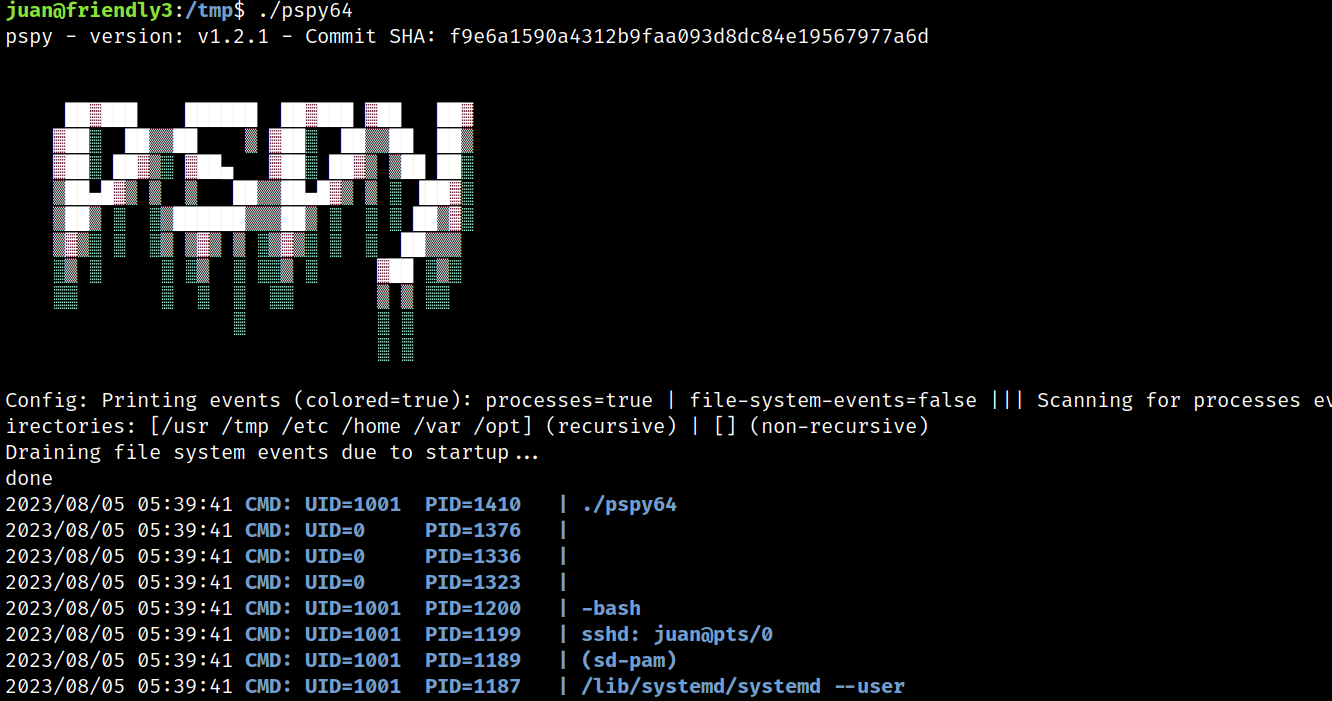 juan@friendly3:/tmp$ ./pspy64
pspy - version: v1.2.1 - Commit SHA: f9e6a1590a4312b9faa093d8dc84e19567977a6d
Config: Printing events (colored=true): processes=true | file-system-events=false ||| Scanning for processes ev
irectories: [/usr /tmp /etc /home /var /opt] (recursive) | [] (non-recursive)
Draining file system events due to startup...
done
2023/08/05 05:39:41 CMD: UID=1001  PID=1410   | ./pspy64
2023/08/05 05:39:41 CMD: UID=0     PID=1376   |
2023/08/05 05:39:41 CMD: UID=0     PID=1336   |
2023/08/05 05:39:41 CMD: UID=0     PID=1323   |
2023/08/05 05:39:41 CMD: UID=1001  PID=1200   | -bash
2023/08/05 05:39:41 CMD: UID=1001  PID=1199   | sshd: juan@pts/0
2023/08/05 05:39:41 CMD: UID=1001  PID=1189   | (sd-pam)
2023/08/05 05:39:41 CMD: UID=1001  PID=1187   | /lib/systemd/systemd --user